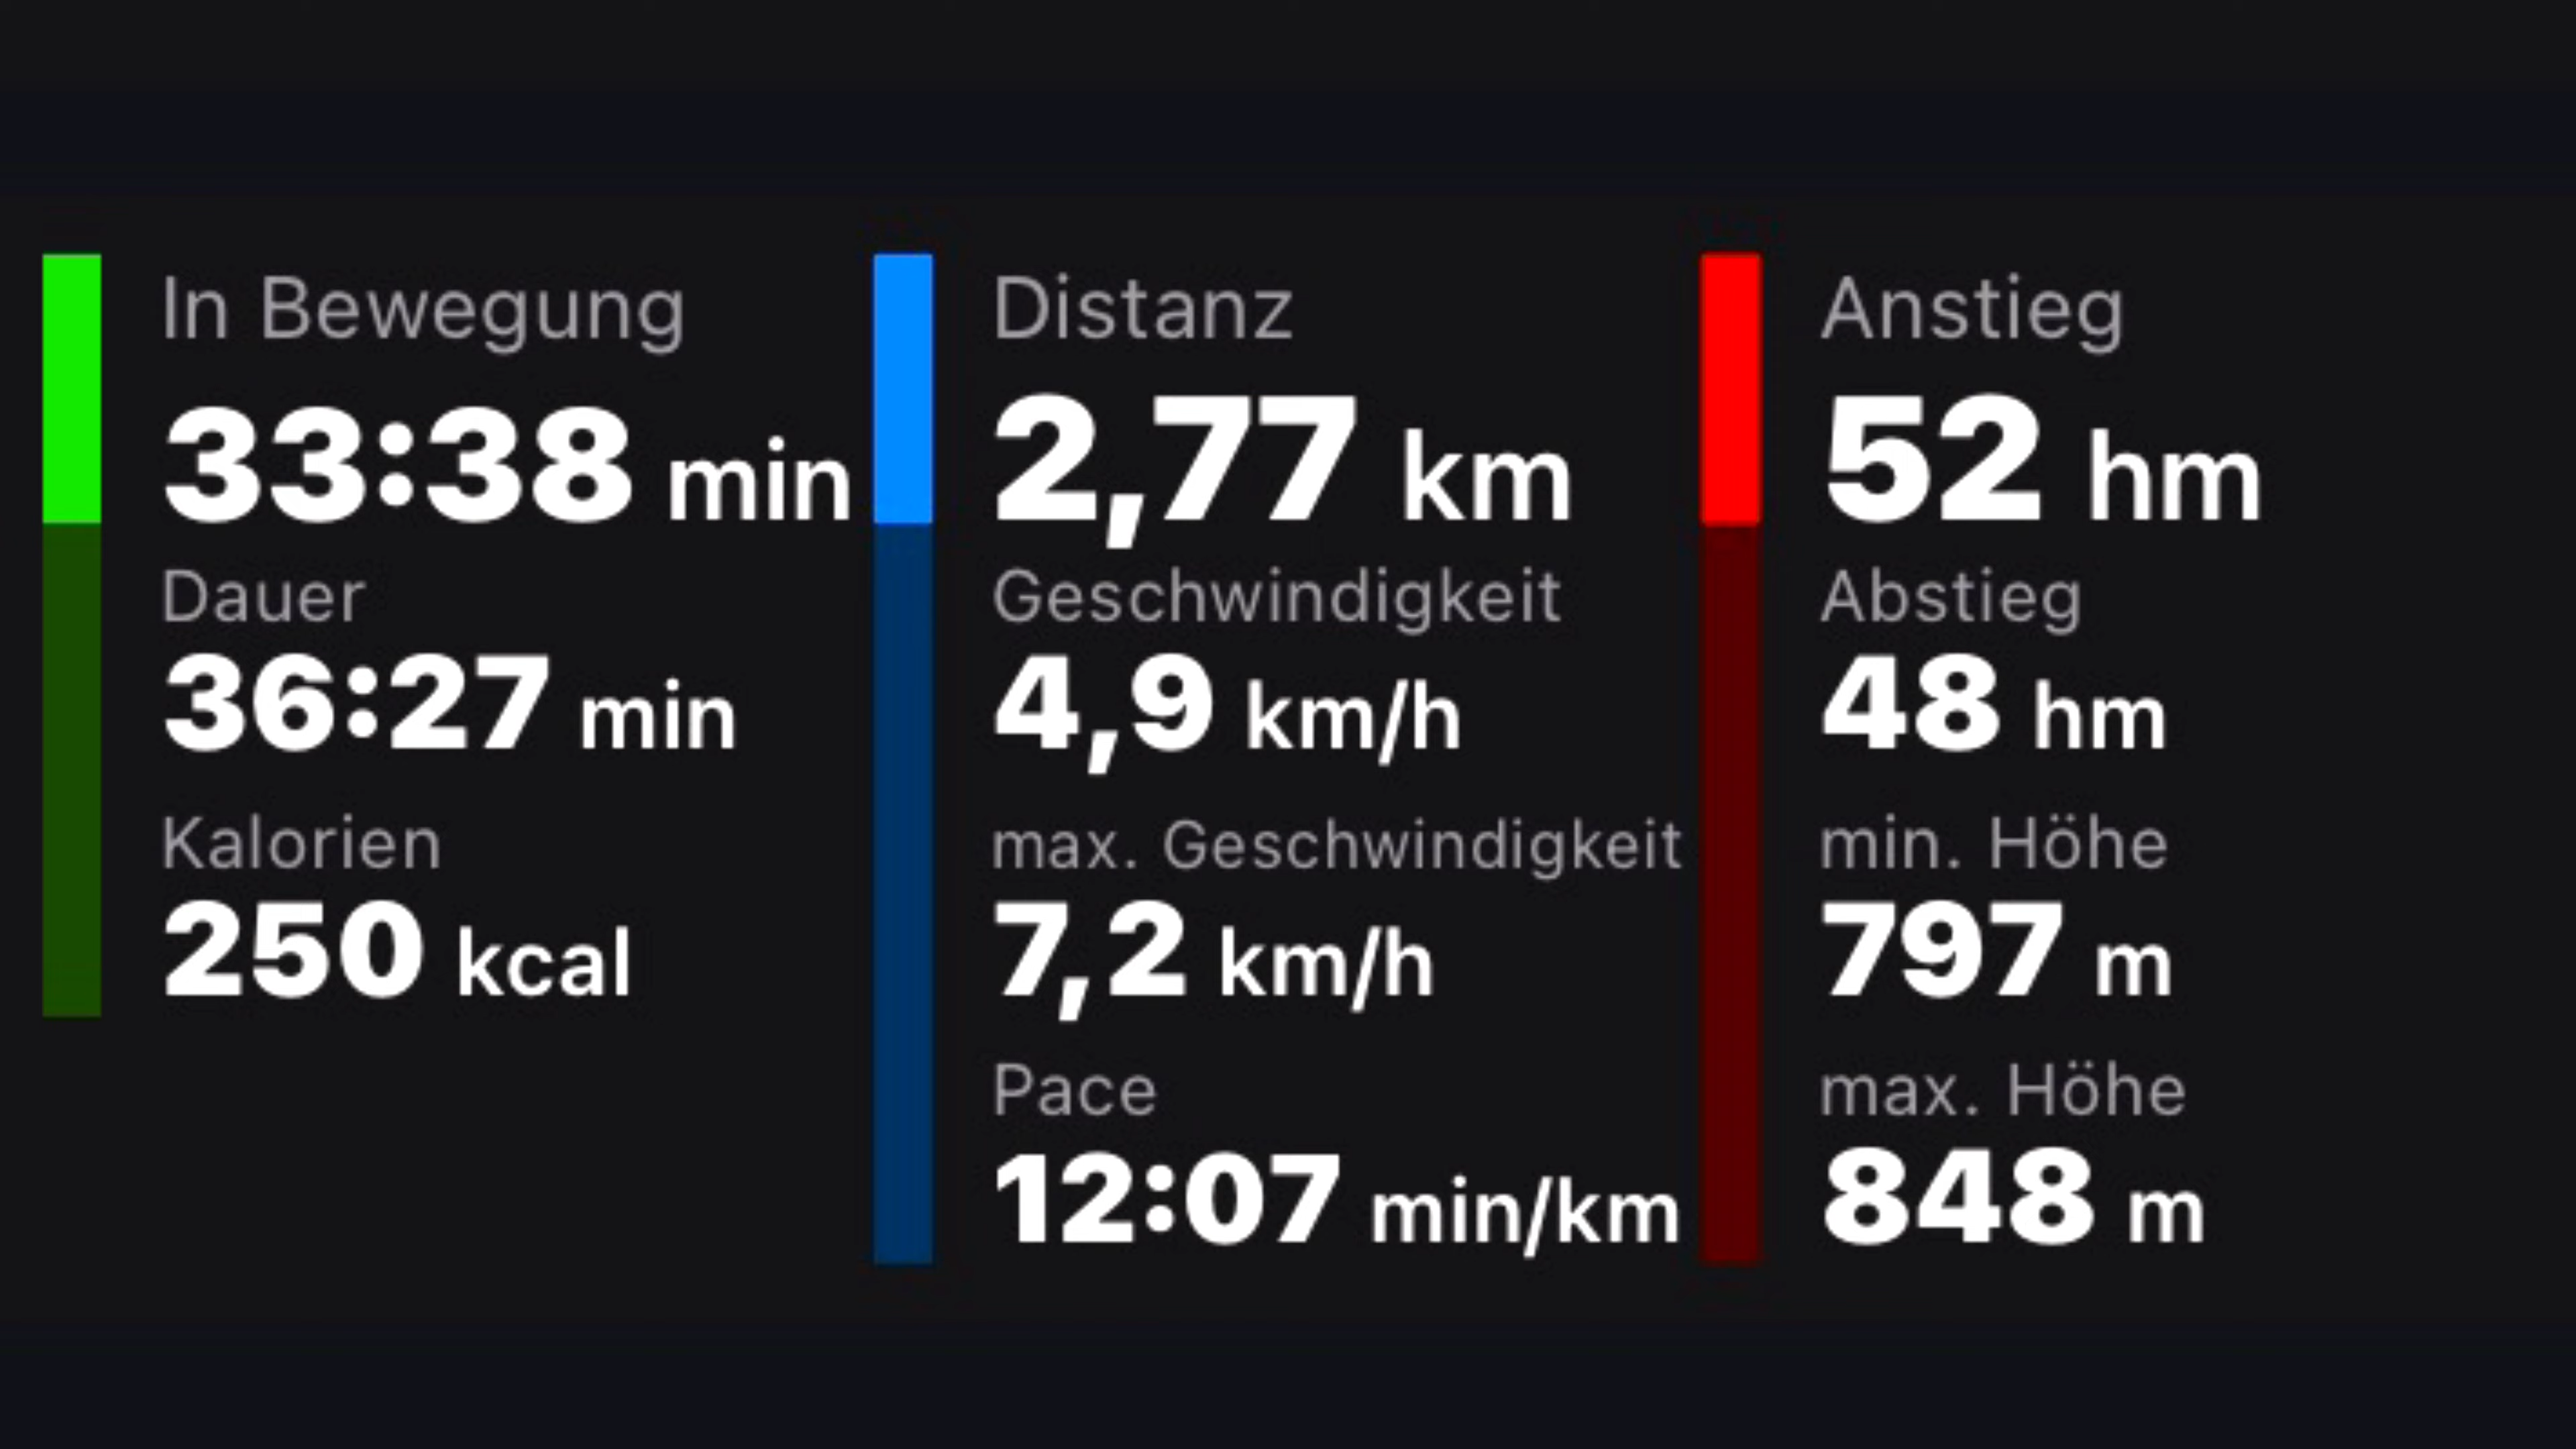 In Bewegung
33:38 min
Dauer
36:27 min
Kalorien
250 kcal
Distanz
2,77 km
Geschwindigkeit
4,9 km/h
max. Geschwindigkeit
7,2 km/h
Pace
12:07 min/km
Anstieg
52 hm
Abstieg
48 hm
min. Höhe
797 m
max. Höhe
848 m